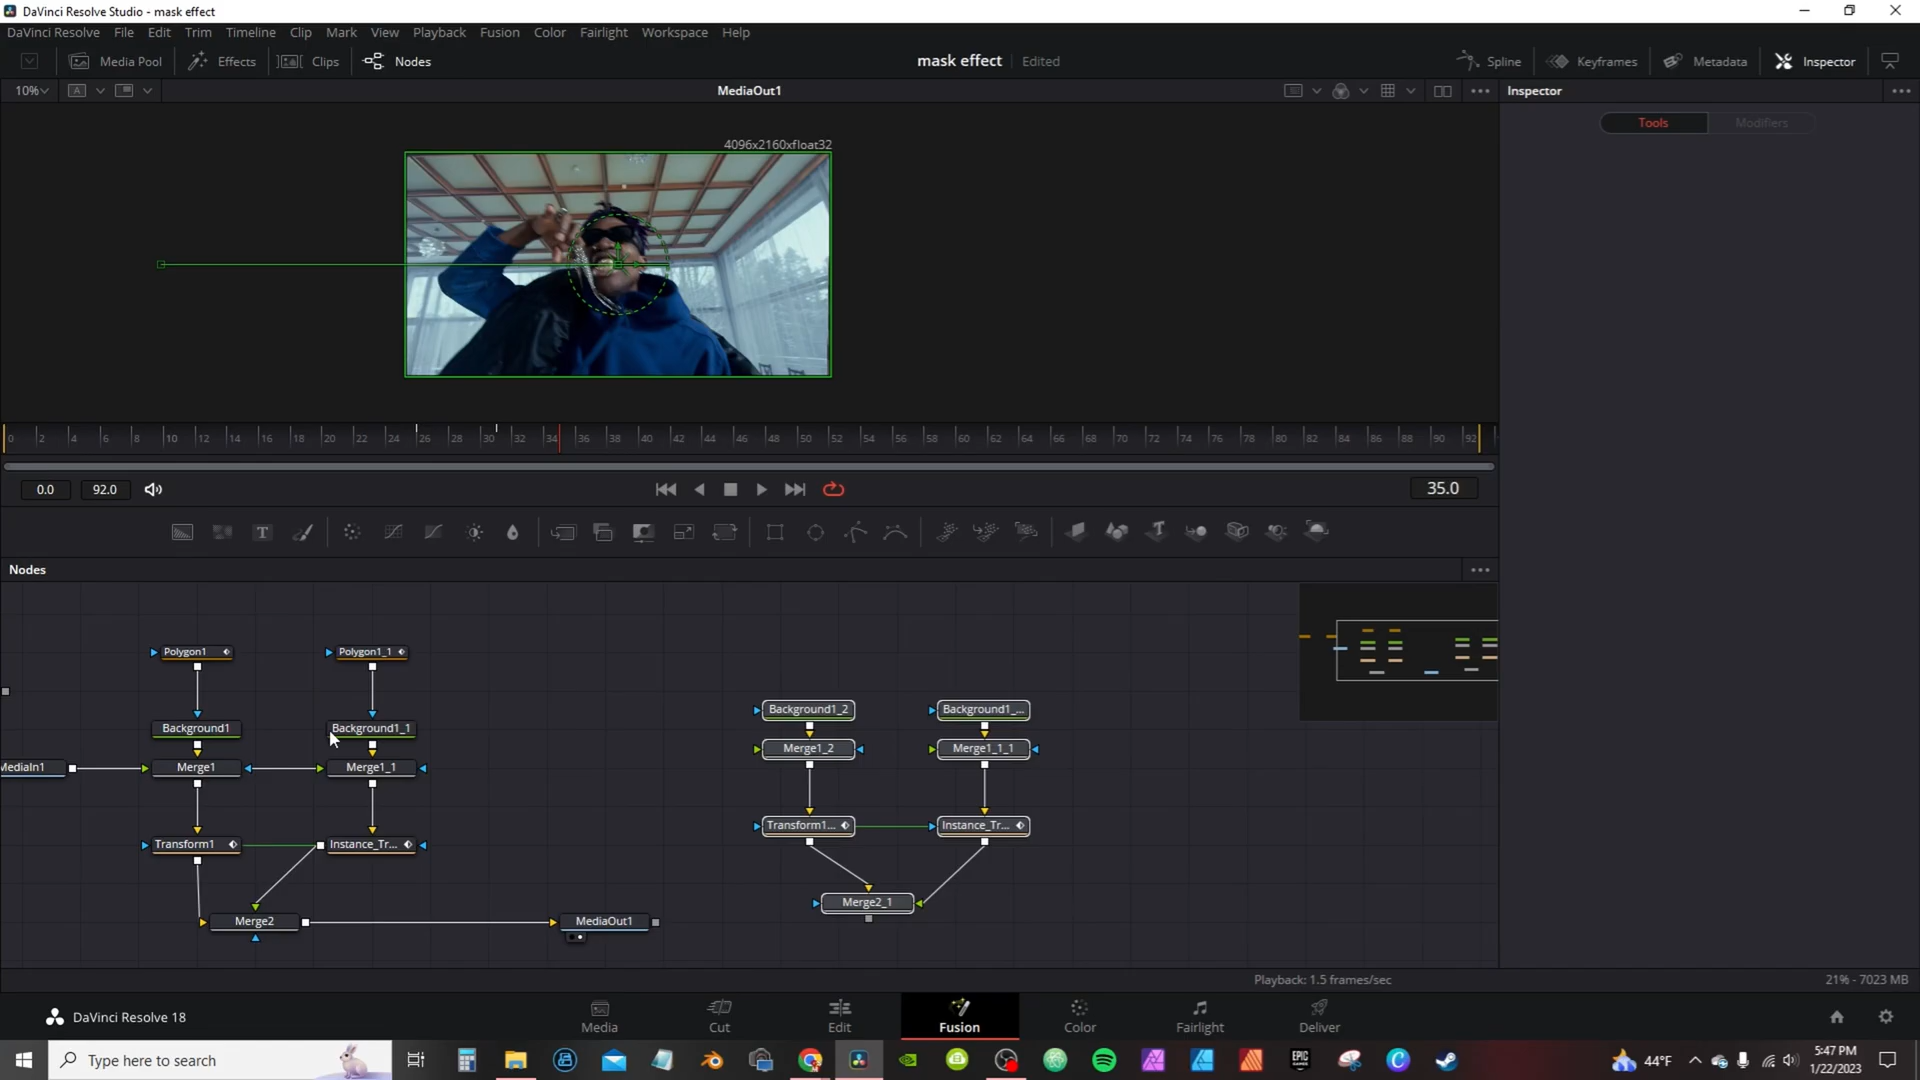 DaVinci Resolve Studio - mask effect
DaVinci Resolve File Edit Trim Timeline Clip Mark View Playback Fusion Color Fairlight Workspace Help
Media Pool Effects Clips Nodes mask effect Edited Spline Keyframes Metadata Inspector
10% A MediaOut1 Inspector
Tools Modifiers
4096x2160xfloat32
0 2 4 6 8 10 12 14 16 18 20 22 24 26 28 30 32 34 36 38 40 42 44 46 48 50 52 54 56 58 60 62 64 66 68 70 72 74 76 78 80 82 84 86 88 90 92
0.0 92.0 35.0
T
Nodes
Polygon1 Polygon1_1
Background1_2 Background1_...
Background1 Background1_1
Merge1_2 Merge1_1_1
MediaIn1 Merge1 Merge1_1
Transform1... Instance_Tr...
Transform1 Instance_Tr...
Merge2_1
Merge2 MediaOut1
Playback: 1.5 frames/sec 21% - 7023 MB
DaVinci Resolve 18 Media Cut Edit Fusion Color Fairlight Deliver
Type here to search
EPIC
GAMES
44°F
5:47 PM
1/22/2023